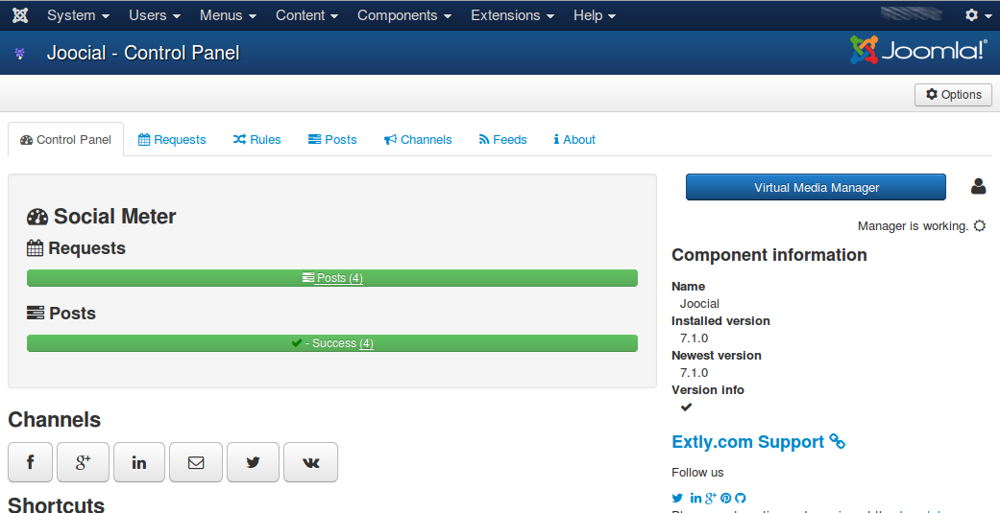 System Users Menus Content Components Extensions Help
Joocial - Control Panel
Joomla!®
Options
Control Panel Requests Rules Posts Channels Feeds About
Virtual Media Manager
Manager is working.
Social Meter
Requests
Posts (4)
Posts
- Success (4)
Component information
Name
Joocial
Installed version
7.1.0
Newest version
7.1.0
Version info
Extly.com Support
Follow us
Channels
Shortcuts